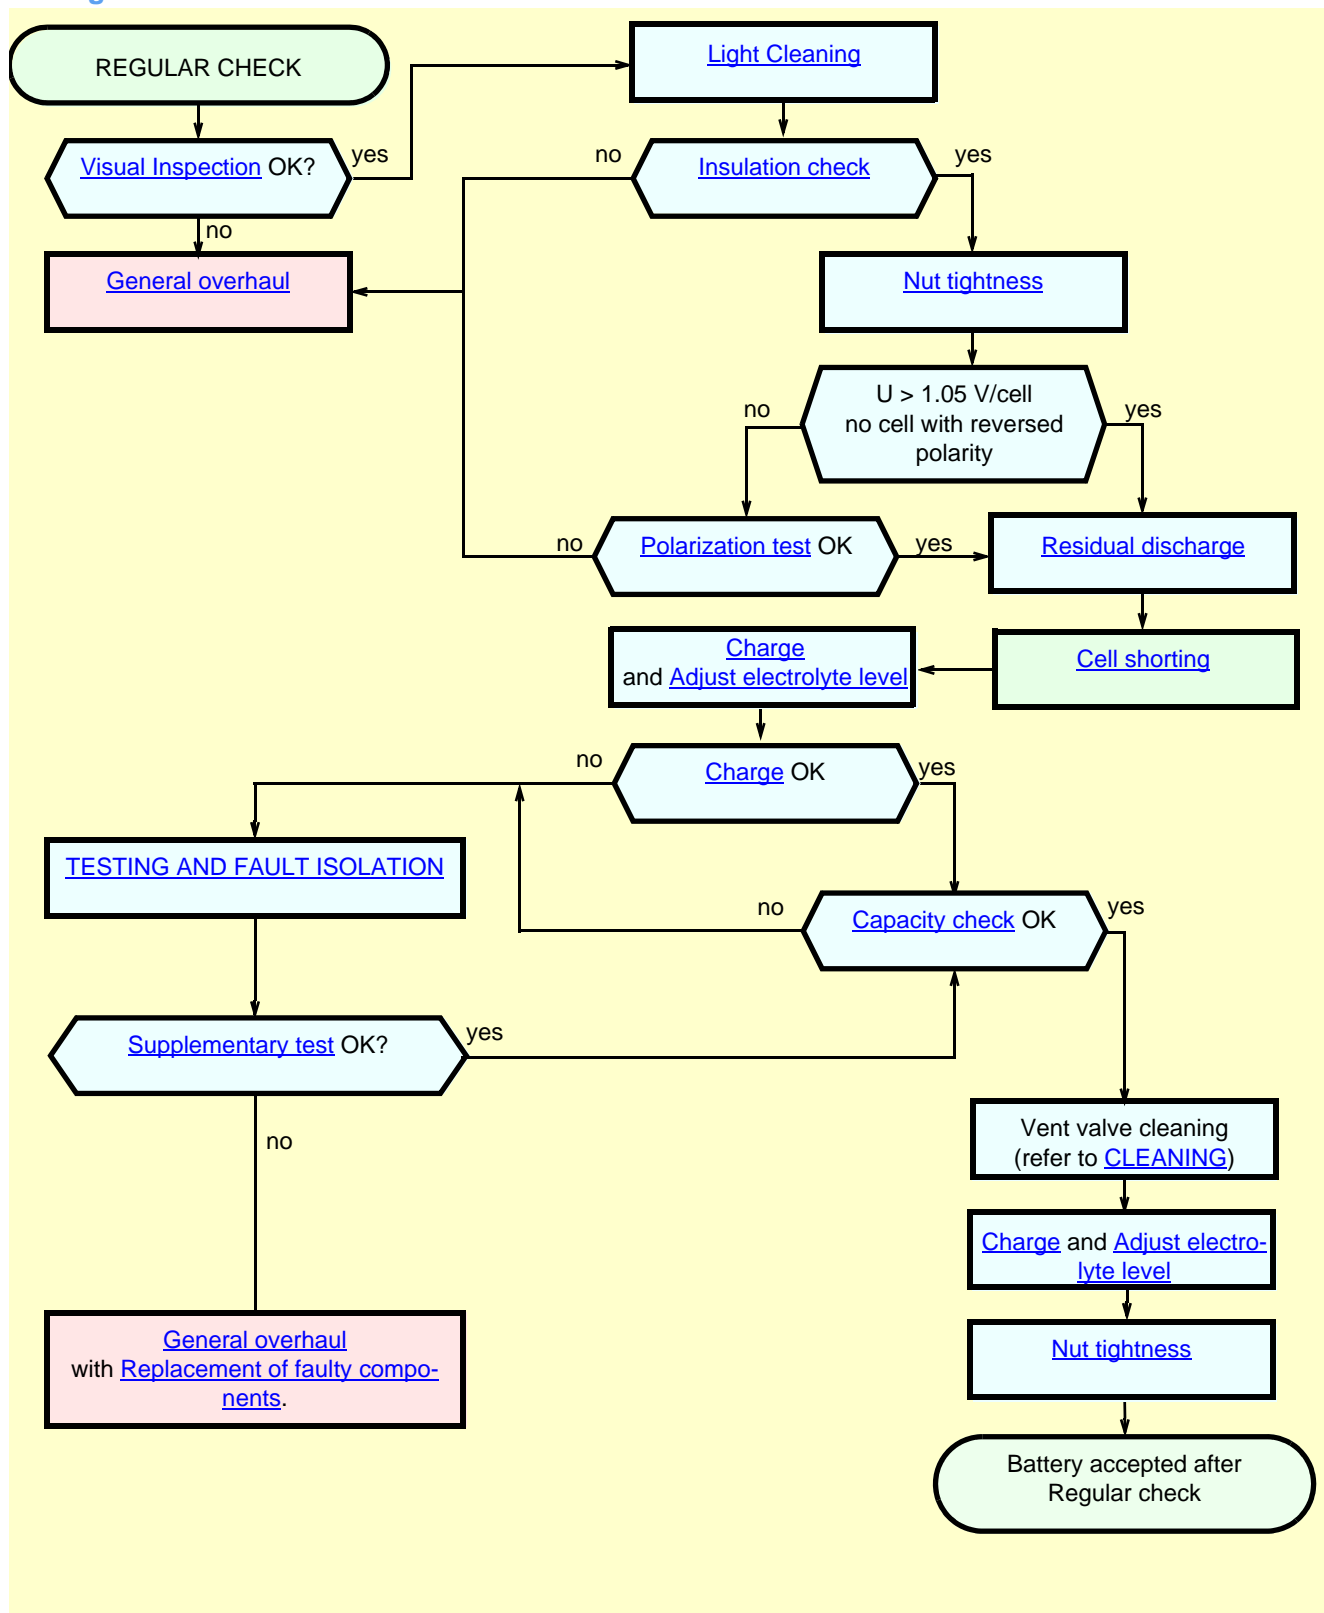 REGULAR CHECK
Light Cleaning
Visual Inspection OK?
yes
no
Insulation check
no
yes
General overhaul
Nut tightness
U > 1.05 V/cell
no cell with reversed
polarity
no
yes
Polarization test OK
no
yes
Residual discharge
Cell shorting
Charge
and Adjust electrolyte level
Charge OK
no
yes
TESTING AND FAULT ISOLATION
Capacity check OK
no
yes
Supplementary test OK?
yes
no
Vent valve cleaning
(refer to CLEANING)
Charge and Adjust electro-
lyte level
General overhaul
with Replacement of faulty compo-
nents.
Nut tightness
Battery accepted after
Regular check